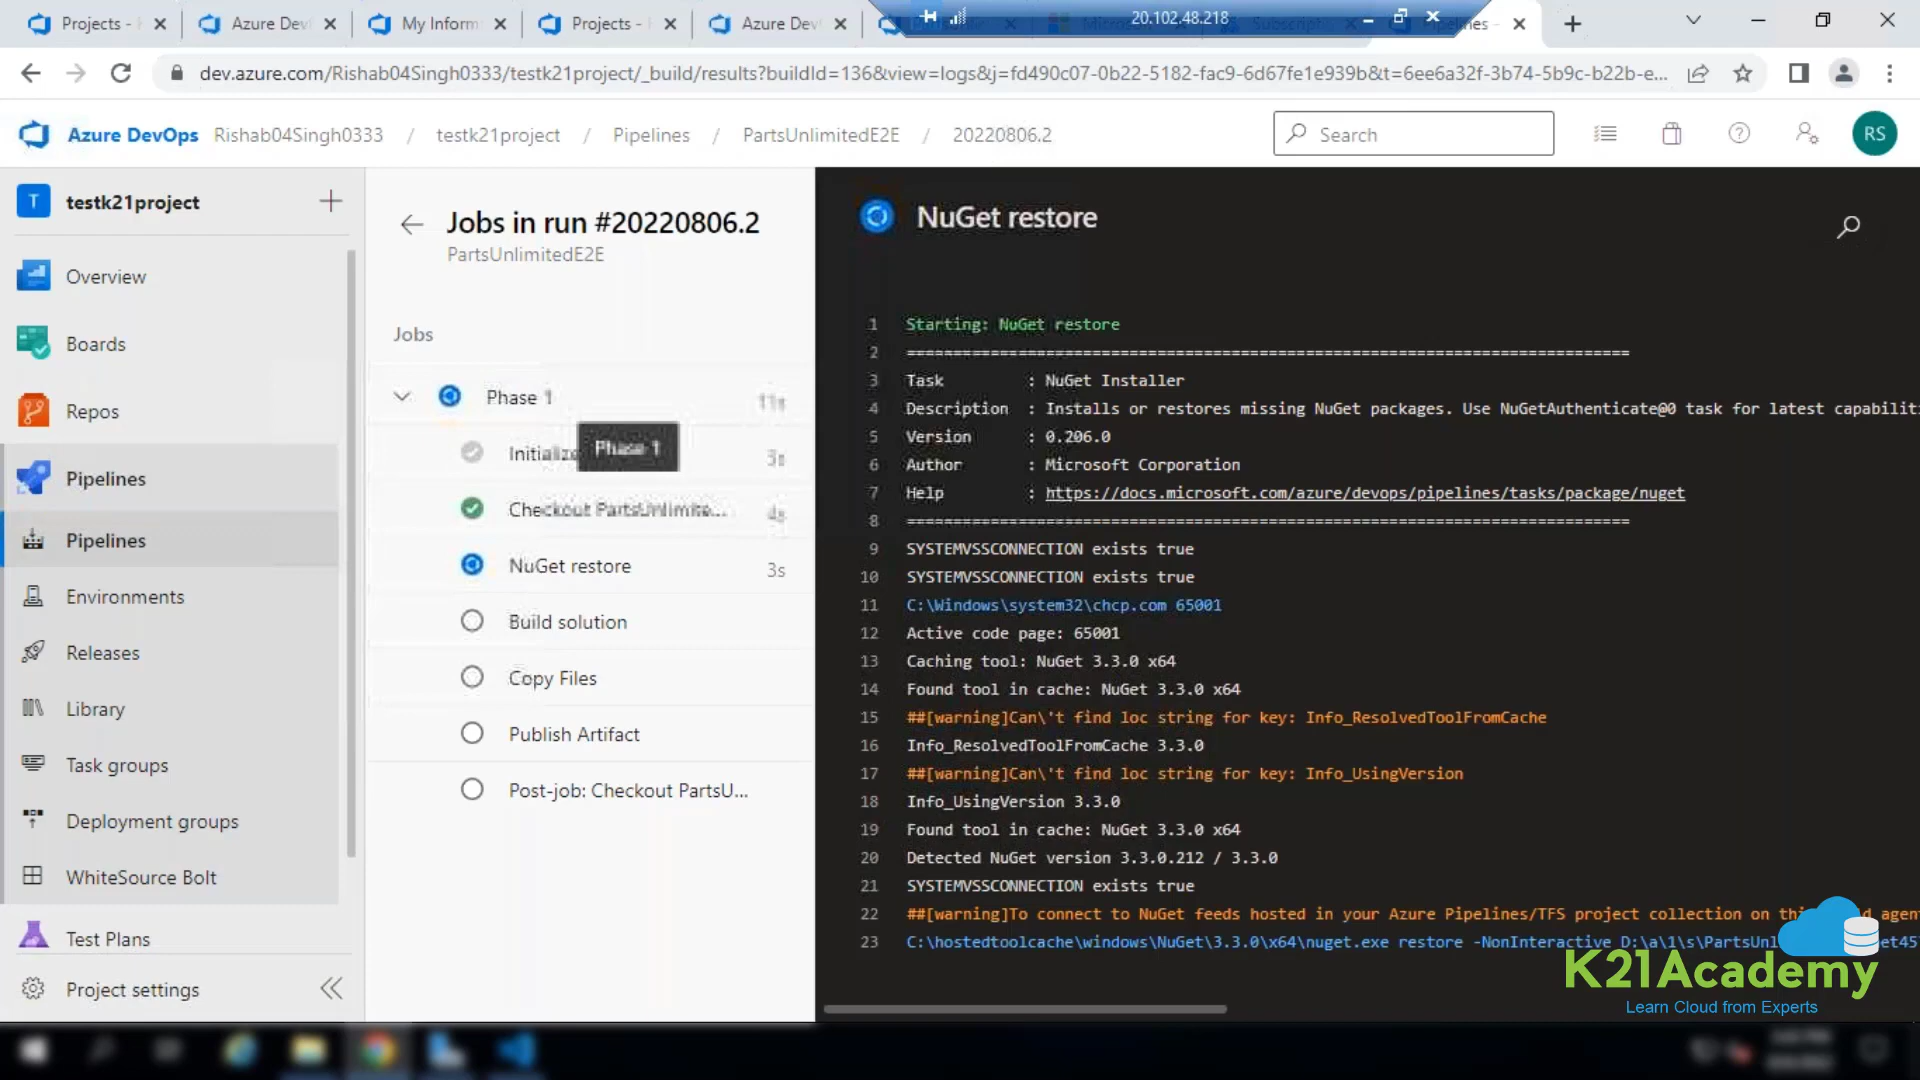 Projects -
Azure Dev
My Inform
Projects -
Azure Dev
20.102.48.218
dev.azure.com/Rishab04Singh0333/testk21project/_build/results?buildId=136&view=logs&j=fd490c07-0b22-5182-fac9-6d67fe1e939b&t=6ee6a32f-3b74-5b9c-b22b-e...
Azure DevOps Rishab04Singh0333 / testk21project / Pipelines / PartsUnlimitedE2E / 20220806.2
Search
RS
T testk21project
Overview
Boards
Repos
Pipelines
Pipelines
Environments
Releases
Library
Task groups
Deployment groups
WhiteSource Bolt
Test Plans
Project settings
Jobs in run #20220806.2
PartsUnlimitedE2E
Jobs
Phase 1 11s
Phase 1
Initialize 3s
Checkout PartsUnlimite... 4s
NuGet restore 3s
Build solution
Copy Files
Publish Artifact
Post-job: Checkout PartsU...
NuGet restore
1 Starting: NuGet restore
2 ==============================================================================
3 Task : NuGet Installer
4 Description : Installs or restores missing NuGet packages. Use NuGetAuthenticate@0 task for latest capabiliti
5 Version : 0.206.0
6 Author : Microsoft Corporation
7 Help : https://docs.microsoft.com/azure/devops/pipelines/tasks/package/nuget
8 ==============================================================================
9 SYSTEMVSSCONNECTION exists true
10 SYSTEMVSSCONNECTION exists true
11 C:\Windows\system32\chcp.com 65001
12 Active code page: 65001
13 Caching tool: NuGet 3.3.0 x64
14 Found tool in cache: NuGet 3.3.0 x64
15 ##[warning]Can\'t find loc string for key: Info_ResolvedToolFromCache
16 Info_ResolvedToolFromCache 3.3.0
17 ##[warning]Can\'t find loc string for key: Info_UsingVersion
18 Info_UsingVersion 3.3.0
19 Found tool in cache: NuGet 3.3.0 x64
20 Detected NuGet version 3.3.0.212 / 3.3.0
21 SYSTEMVSSCONNECTION exists true
22 ##[warning]To connect to NuGet feeds hosted in your Azure Pipelines/TFS project collection on thi d agent
23 C:\hostedtoolcache\windows\NuGet\3.3.0\x64\nuget.exe restore -NonInteractive D:\a\1\s\PartsUnl et45
K21Academy
Learn Cloud from Experts